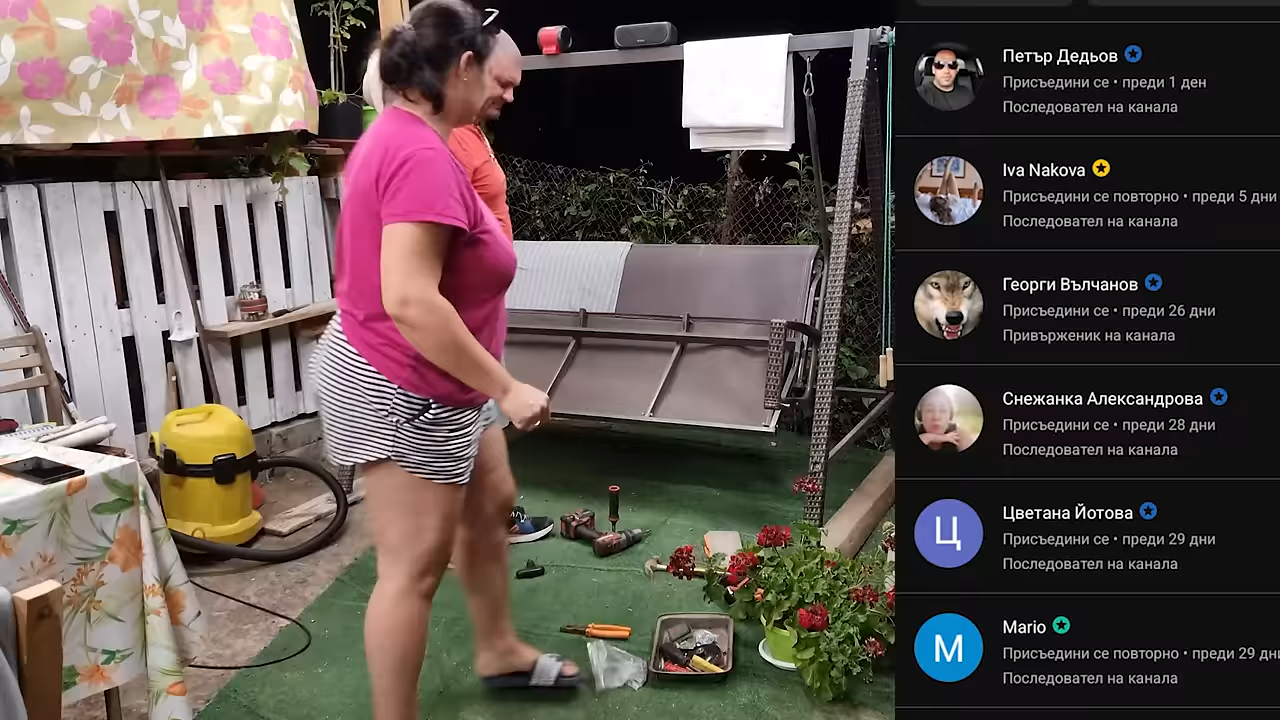 Петър Дедьов
Присъедини се • преди 1 ден
Последовател на канала
Iva Nakova
Присъедини се повторно • преди 5 дни
Последовател на канала
Георги Вълчанов
Присъедини се • преди 26 дни
Привърженик на канала
Снежанка Александрова
Присъедини се • преди 28 дни
Последовател на канала
Ц
Цветана Йотова
Присъедини се • преди 29 дни
Последовател на канала
M
Mario
Присъедини се повторно • преди 29 дни
Последовател на канала